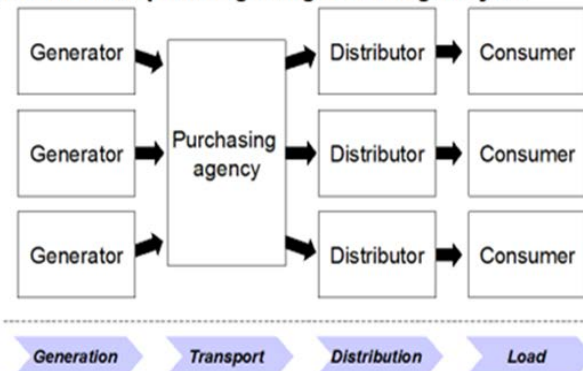 Generator
Distributor
Consumer
Generator
Purchasing
agency
Distributor
Consumer
Generator
Distributor
Consumer
Generation
Transport
Distribution
Load